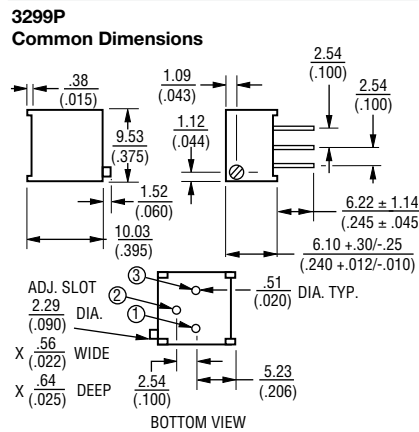 3299P
Common Dimensions
.38
(.015)
9.53
(.375)
1.52
(.060)
10.03
(.395)
1.09
(.043)
1.12
(.044)
2.54
(.100)
2.54
(.100)
6.22 ± 1.14
(.245 ± .045
6.10 +.30/-.25
(.240 +.012/-.010)
ADJ. SLOT
2.29
(.090) DIA.
X .56
(.022) WIDE
X .64
(.025) DEEP
3
2
1
.51
(.020) DIA. TYP.
2.54
(.100)
5.23
(.206)
BOTTOM VIEW